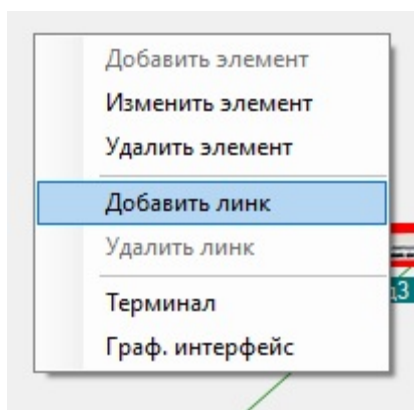 Добавить элемент
Изменить элемент
Удалить элемент
Добавить линк
Удалить линк
Терминал
Граф. интерфейс